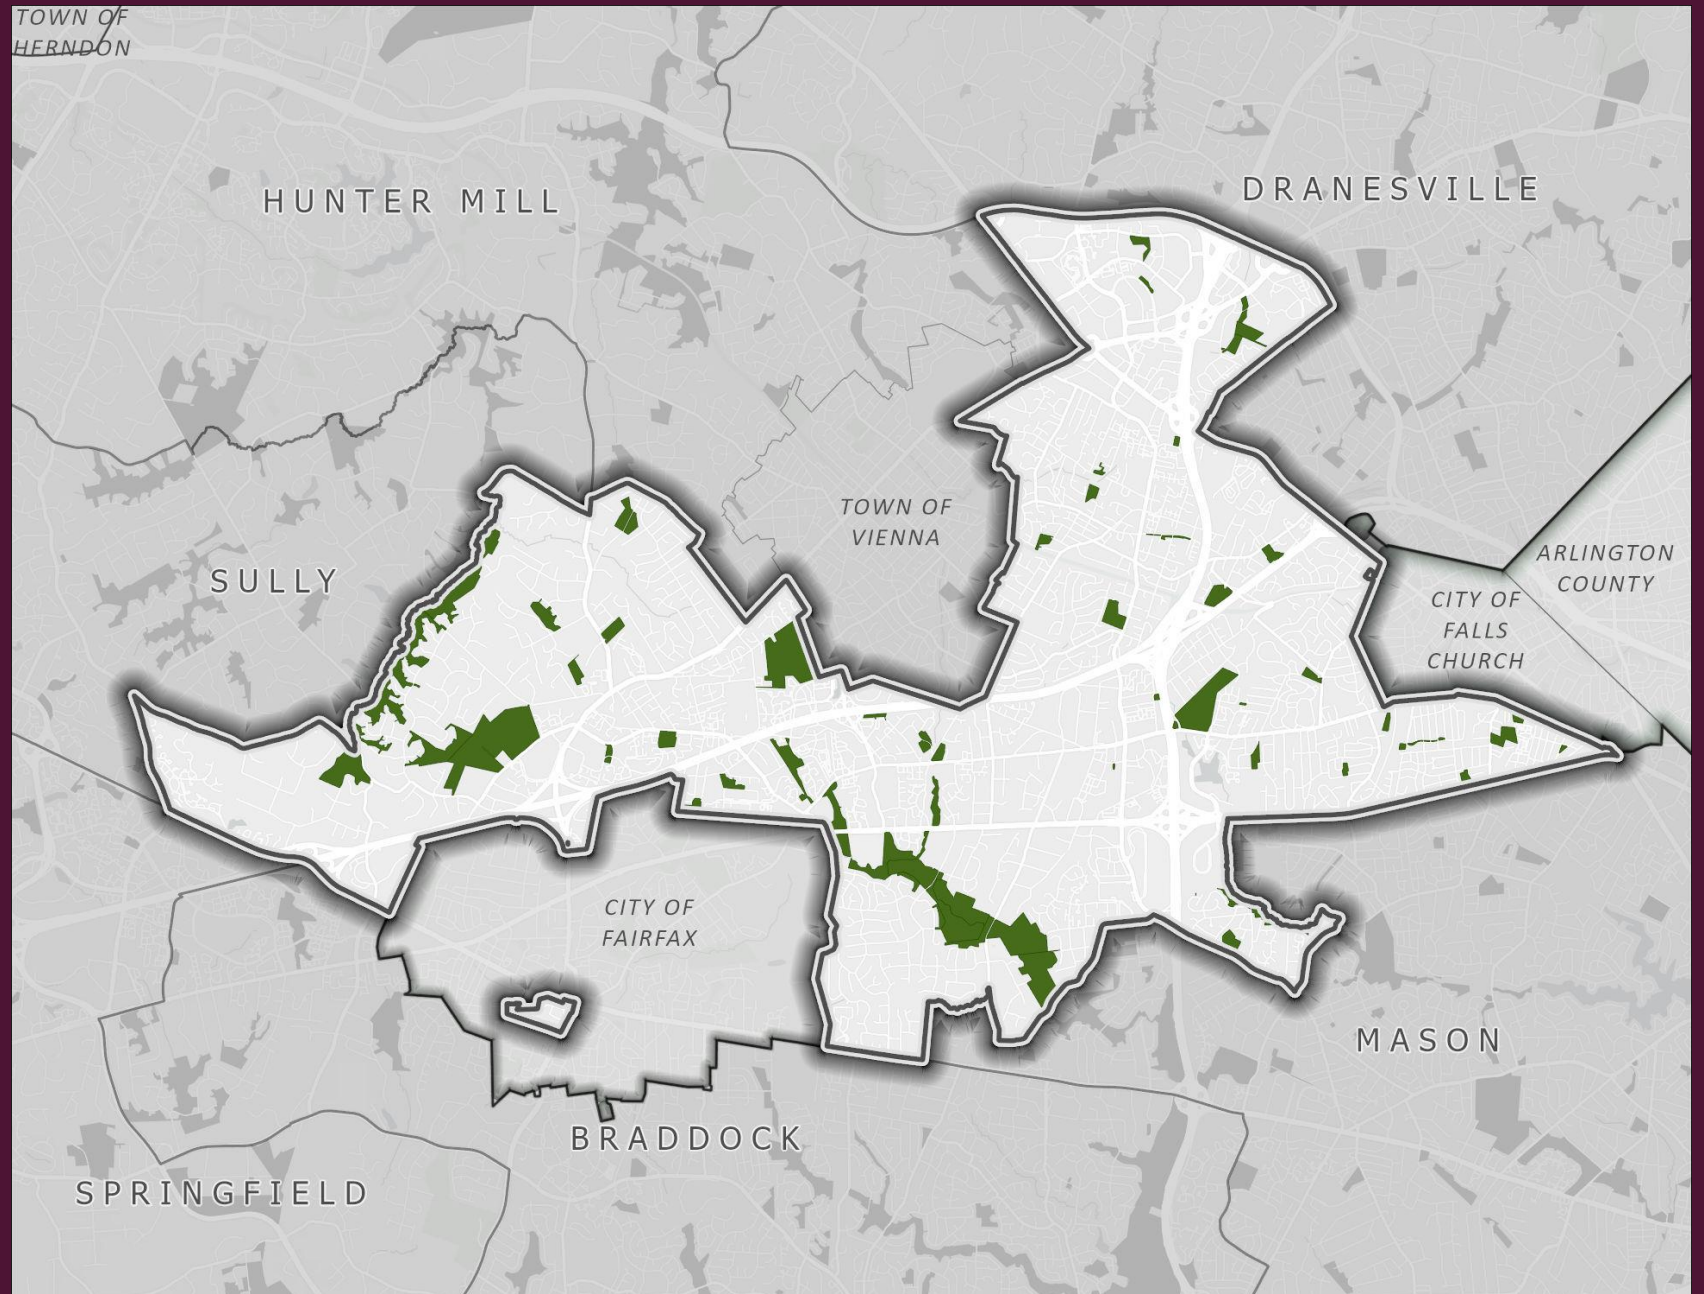 TOWN OF
HERNDON
HUNTER MILL
DRANESVILLE
TOWN OF
VIENNA
ARLINGTON
COUNTY
SULLY
CITY OF
FALLS
CHURCH
CITY OF
FAIRFAX
MASON
BRADDOCK
SPRINGFIELD